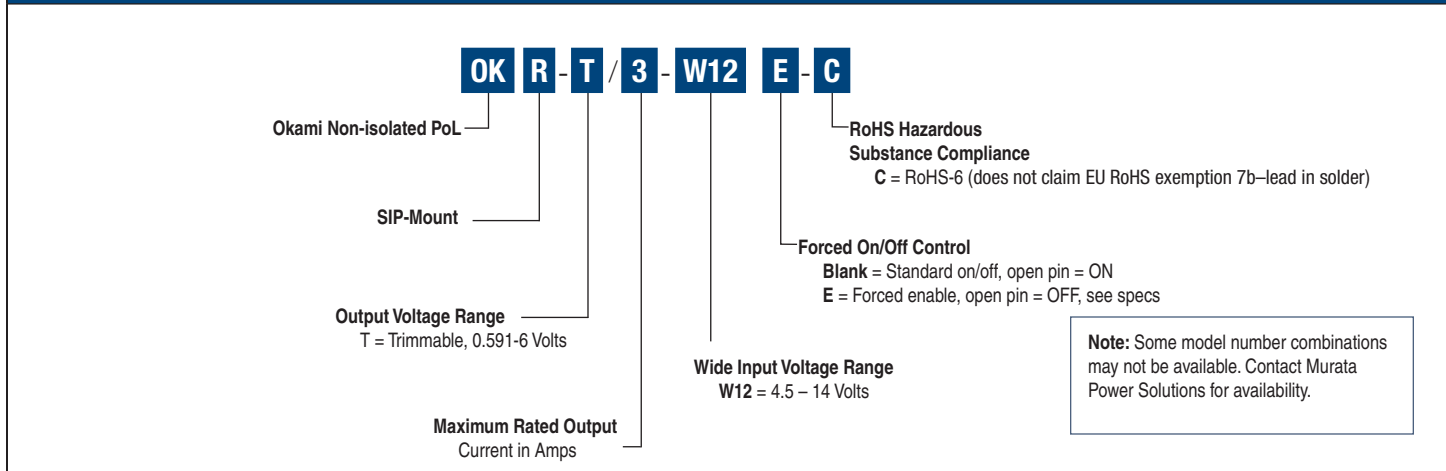 OK R - T / 3 - W12 E - C
Okami Non-isolated PoL
RoHS Hazardous
Substance Compliance
C = RoHS-6 (does not claim EU RoHS exemption 7b–lead in solder)
SIP-Mount
Forced On/Off Control
Blank = Standard on/off, open pin = ON
E = Forced enable, open pin = OFF, see specs
Output Voltage Range
T = Trimmable, 0.591-6 Volts
Wide Input Voltage Range
W12 = 4.5 – 14 Volts
Note: Some model number combinations
may not be available. Contact Murata
Power Solutions for availability.
Maximum Rated Output
Current in Amps